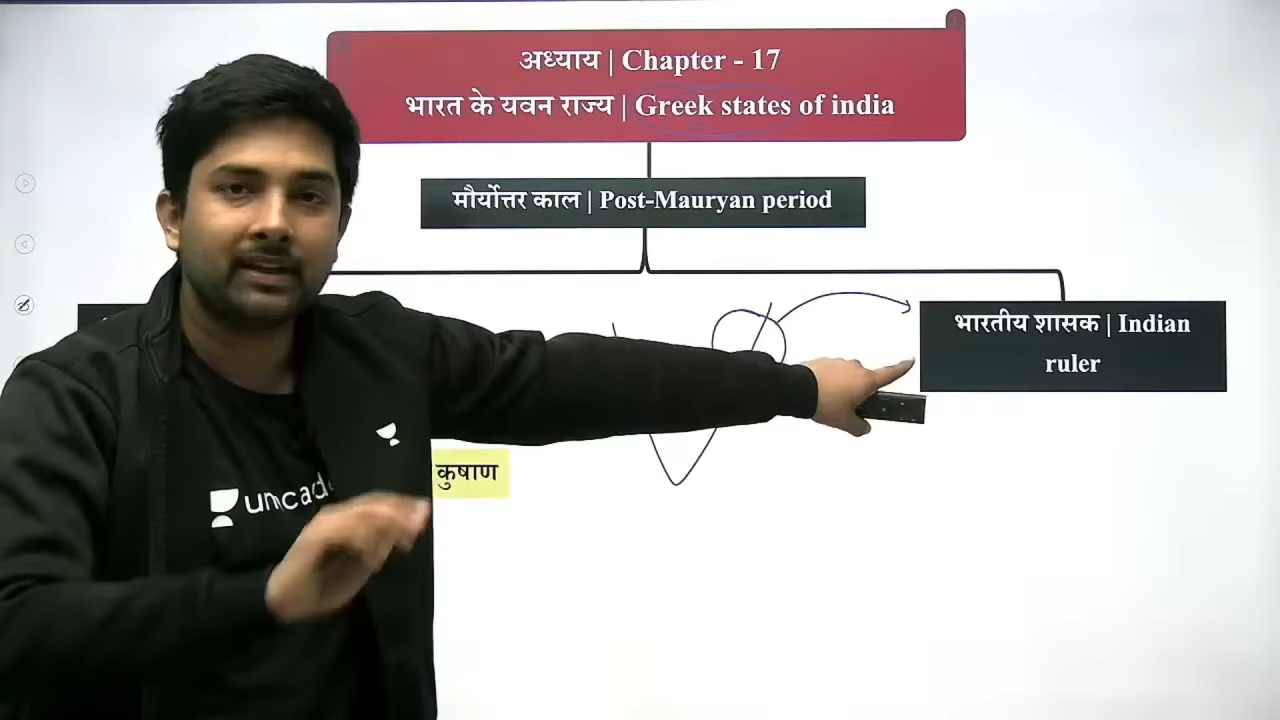 अध्याय | Chapter - 17
भारत के यवन राज्य | Greek states of india
मौर्योत्तर काल | Post-Mauryan period
भारतीय शासक | Indian
ruler
कुषाण